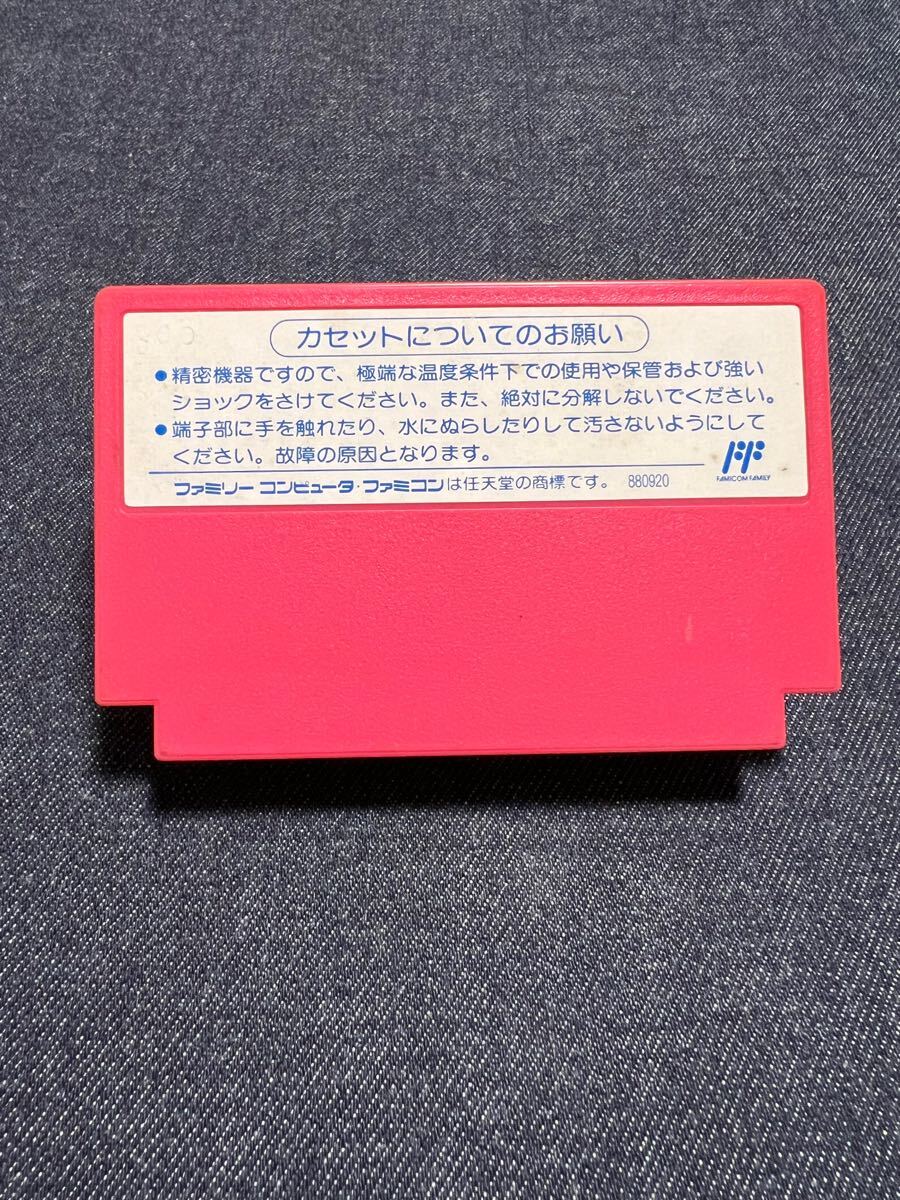 カセットについてのお願い
●精密機器ですので、極端な温度条件下での使用や保管および強い
ショックをさけてください。また、絶対に分解しないでください。
●端子部に手を触れたり、水にぬらしたりして汚さないようにして
ください。故障の原因となります。
FAMICOM FAMILY
ファミリー コンピュータ・ファミコンは任天堂の商標です。 880920